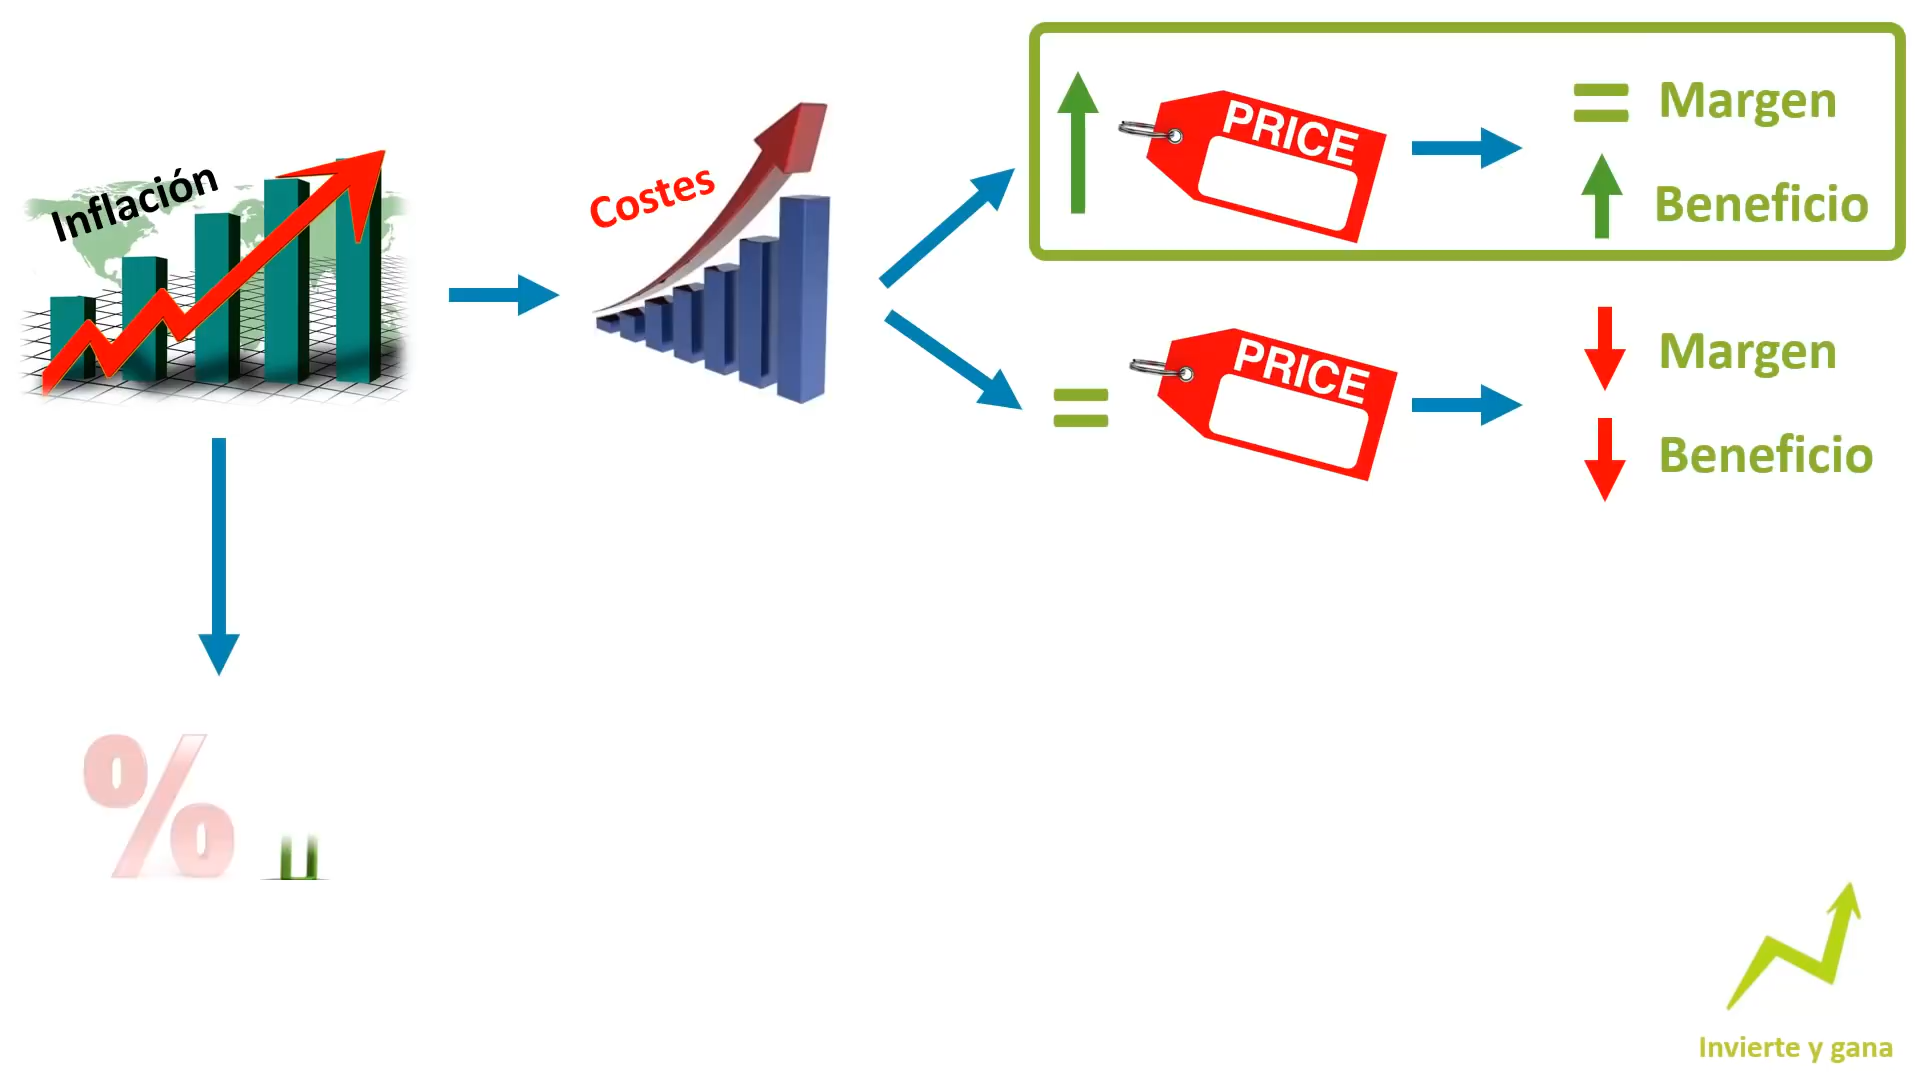 Inflación
Costes
PRICE
= Margen
Beneficio
= PRICE
Margen
Beneficio
%
Invierte y gana